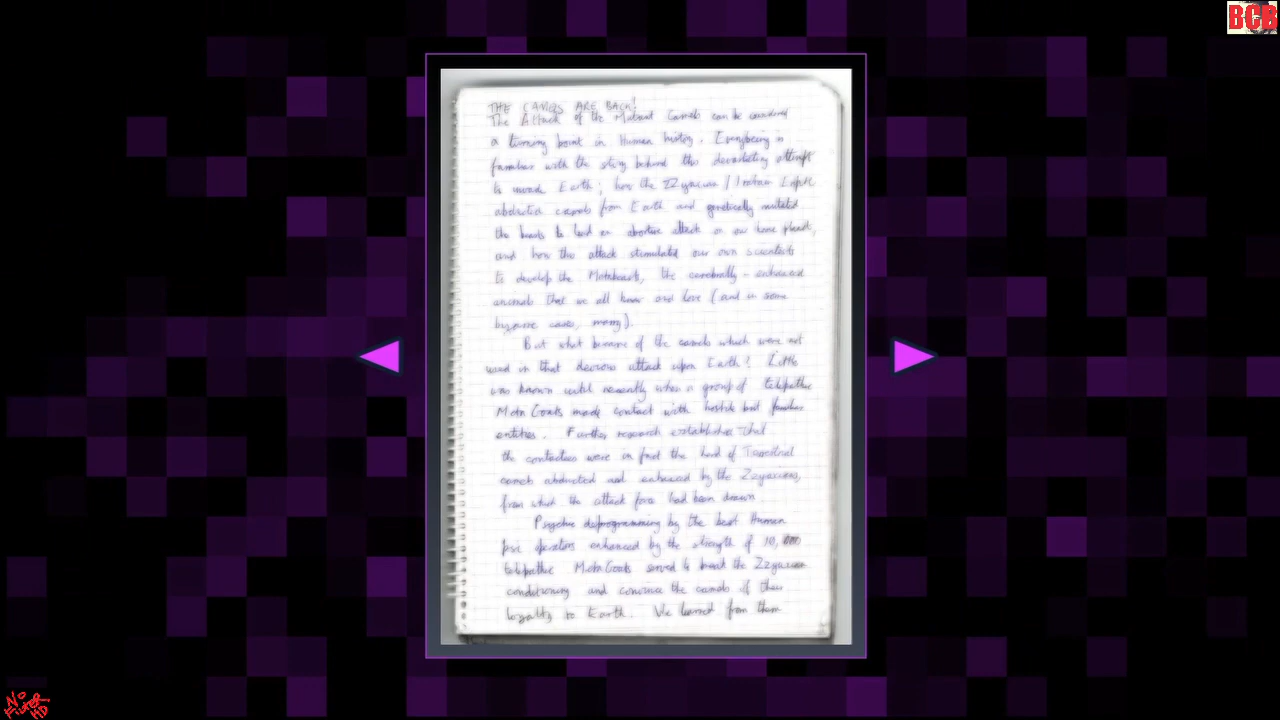 BCB
THE CAMELS ARE BACK!
The Attack of the Mutant Camels can be considered
a turning point in Human history. Everybeing is
familiar with the story behind this devastating attempt
to invade Earth; how the Zzyaxian / Irata
abducted camels from Earth and genetically mutated
the beasts to lead an abortive attack on our home planet,
and how this attack stimulated our own scientists
to develop the Metabeasts, the cerebrally-enhanced
animals that we all know and love (and in some
bizarre cases, marry).
But what became of the camels which were not
used in that decisive attack upon Earth? Little
was known until recently when a group of telepathic
MetaGoats made contact with hostile but familiar
entities. Further research established that
the contactees were in fact the herd of Terrestrial
camels abducted and enhanced by the Zzyaxians,
from which the attack force had been drawn
Psychic deprogramming by the best Human
psi operators enhanced by the strength of 10,000
telepathic MetaGoats served to break the Zzyaxian
conditioning and convince the camels of their
loyalty to Earth. We learned from them
NO
FILTER
HD